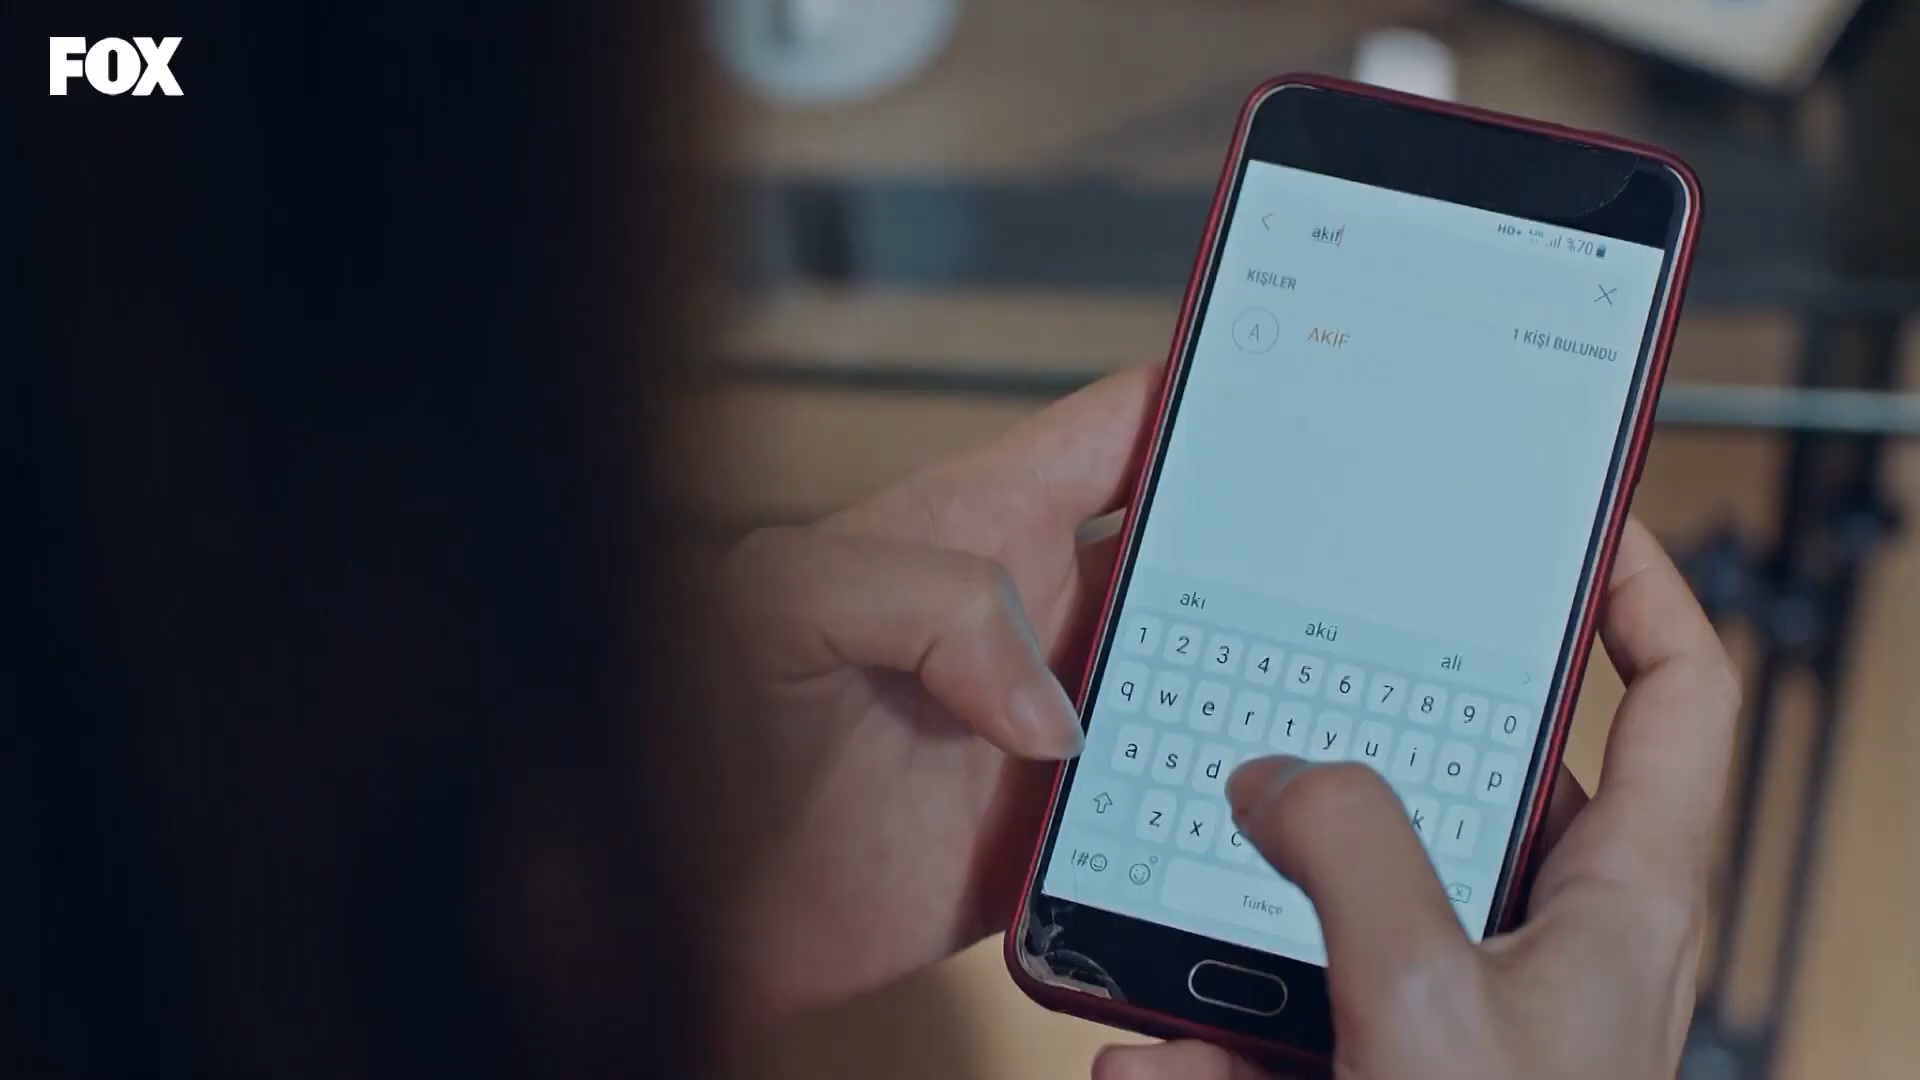 FOX
HD+ %70
akif
KİŞİLER
A AKİF
1 KİŞİ BULUNDU
akı akü ali
1 2 3 4 5 6 7 8 9 0
q w e r t y u i o p
a s d k l
z x c
!#
Türkçe